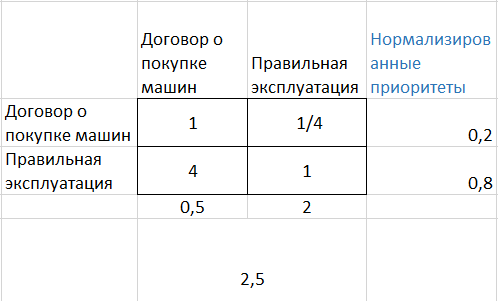 Договор о
покупке
машин
Правильная
эксплуатация
Нормализиров
анные
приоритеты
Договор о
покупке машин
1
1/4
0,2
Правильная
эксплуатация
4
1
0,8
0,5
2
2,5